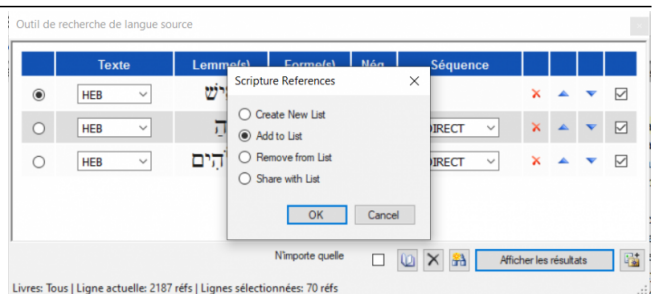 Outil de recherche de langue source
Texte Lemme(s) Forme(s) Nég Séquence
HEB
HEB DIRECT
HEB DIRECT
Scripture References
Create New List
Add to List
Remove from List
Share with List
OK Cancel
N'importe quelle Afficher les résultats
Livres: Tous | Ligne actuelle: 2187 réfs | Lignes sélectionnées: 70 réfs